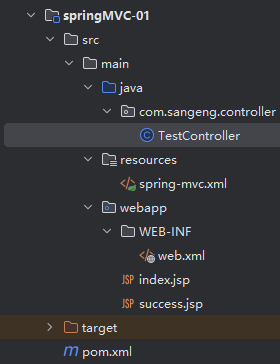 springMVC-01
src
main
java
com.sangeng.controller
TestController
resources
spring-mvc.xml
webapp
WEB-INF
web.xml
JSP index.jsp
JSP success.jsp
target
m pom.xml